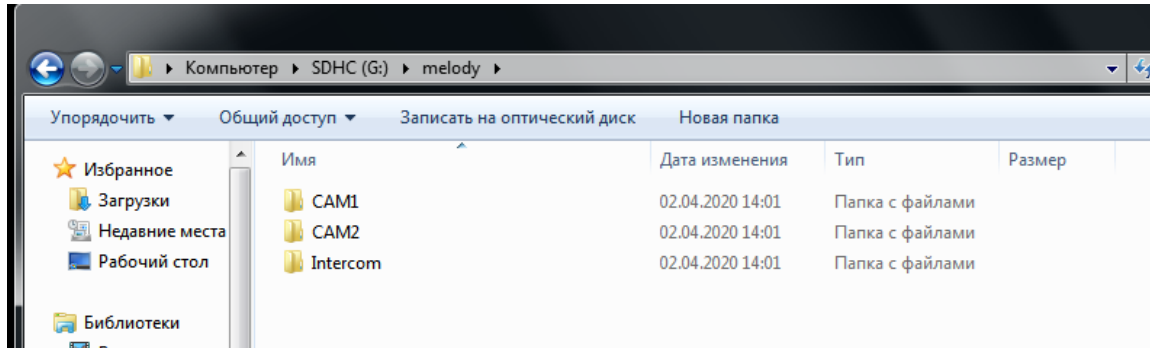 Компьютер ▸ SDHC (G:) ▸ melody ▸
Упорядочить ▾ Общий доступ ▾ Записать на оптический диск Новая папка
Избранное
Загрузки
Недавние места
Рабочий стол
Библиотеки
Имя Дата изменения Тип Размер
CAM1 02.04.2020 14:01 Папка с файлами
CAM2 02.04.2020 14:01 Папка с файлами
Intercom 02.04.2020 14:01 Папка с файлами